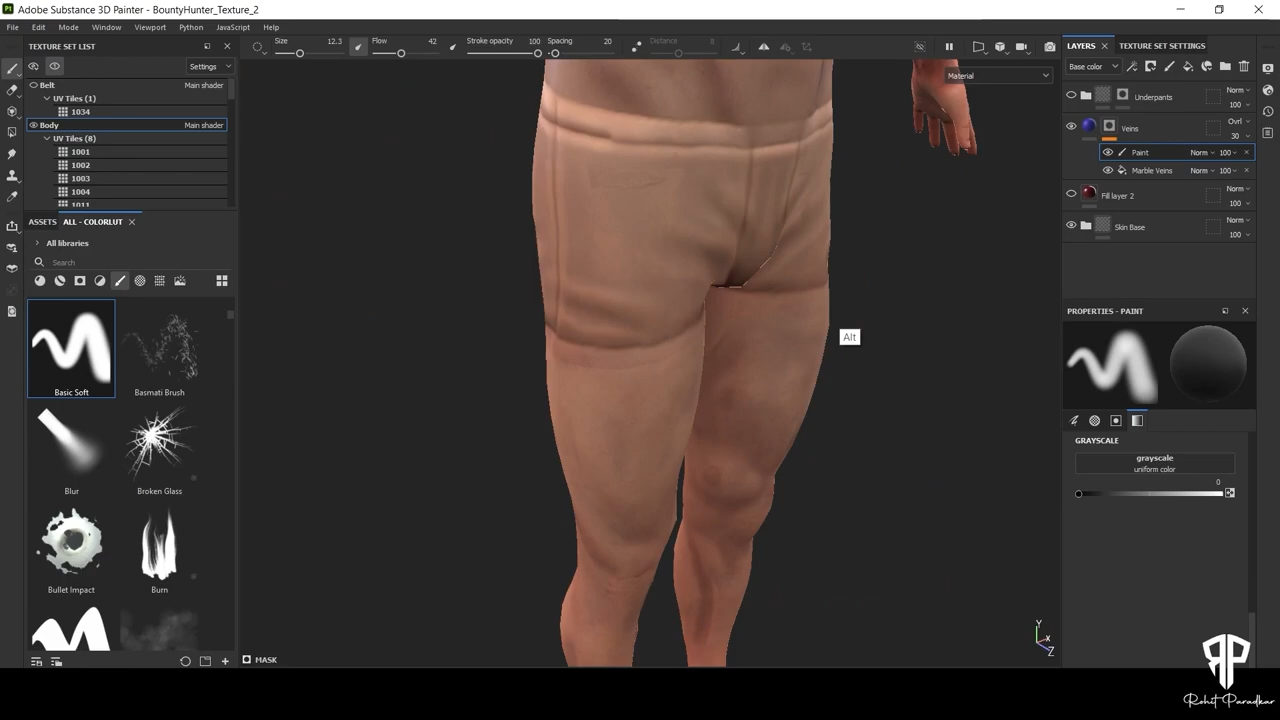 Adobe Substance 3D Painter - BountyHunter_Texture_2
File Edit Mode Window Viewport Python JavaScript Help
TEXTURE SET LIST
Size 12.3 Flow 42 Stroke opacity 100 Spacing 20 Distance 8
LAYERS TEXTURE SET SETTINGS
Settings
Base color
Material
Belt Main shader
UV Tiles (1)
1034
Body Main shader
UV Tiles (8)
1001
1002
1003
1004
1011
Underpants Norm 100
Veins Ovrl 30
Paint Norm 100
Marble Veins Norm 100
Fill layer 2 Norm 100
Skin Base Norm 100
ASSETS ALL - COLORLUT
All libraries
Search
Basic Soft Basmati Brush
Blur Broken Glass
Bullet Impact Burn
Alt
PROPERTIES - PAINT
GRAYSCALE
grayscale
uniform color
0
Y
X
Z
MASK
RP
Rohit Paradkar